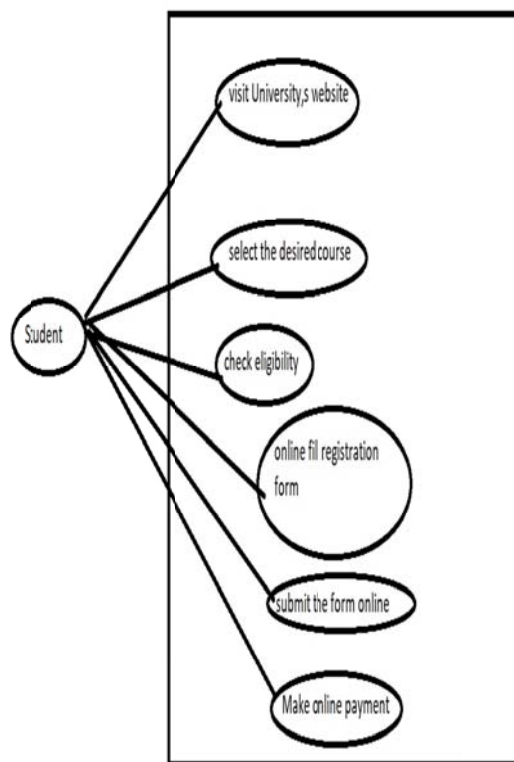 visit University,s website
select the desired course
Student
check eligibility
online fil registration
form
submit the form online
Make online payment